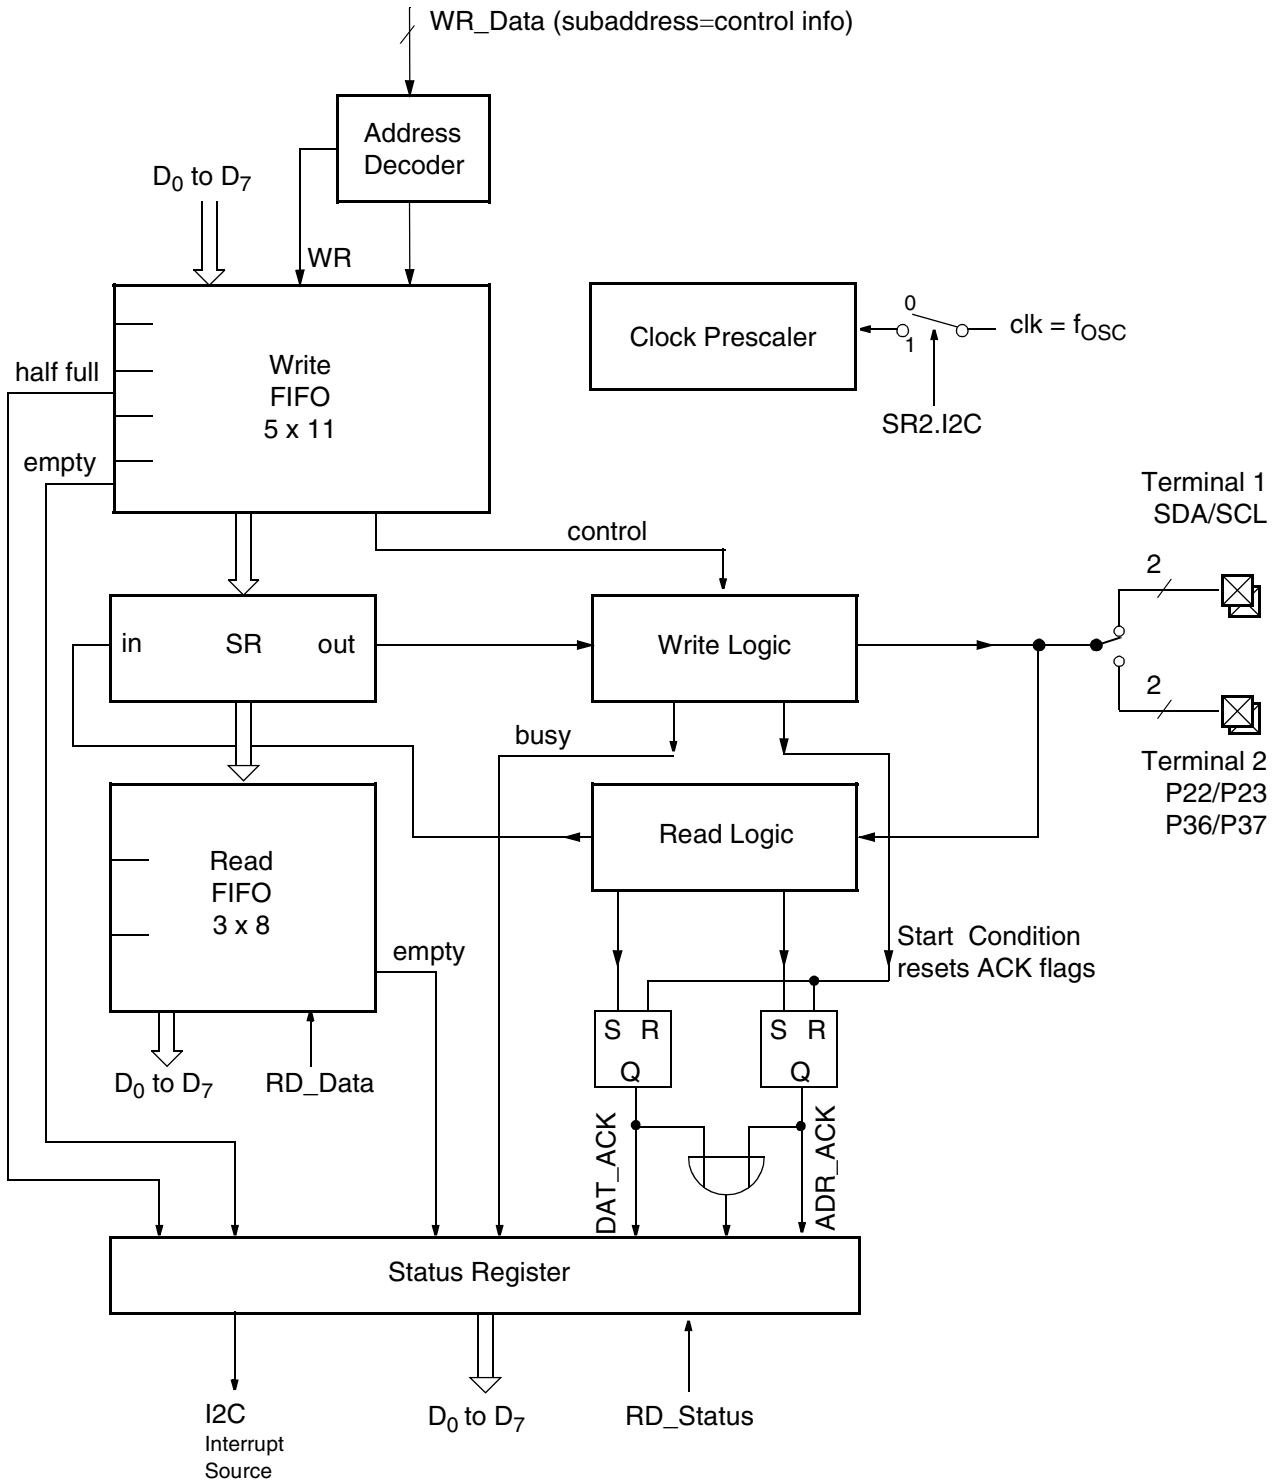 WR_Data (subaddress=control info)
Address
Decoder
D0 to D7
WR
Write
FIFO
5 x 11
half full
empty
Clock Prescaler
0
1
clk = fOSC
SR2.I2C
control
Terminal 1
SDA/SCL
2
in
SR
out
Write Logic
2
Terminal 2
P22/P23
P36/P37
busy
Read Logic
Read
FIFO
3 x 8
empty
Start Condition
resets ACK flags
S R
Q
S R
Q
D0 to D7
RD_Data
DAT_ACK
ADR_ACK
Status Register
I2C
Interrupt
Source
D0 to D7
RD_Status